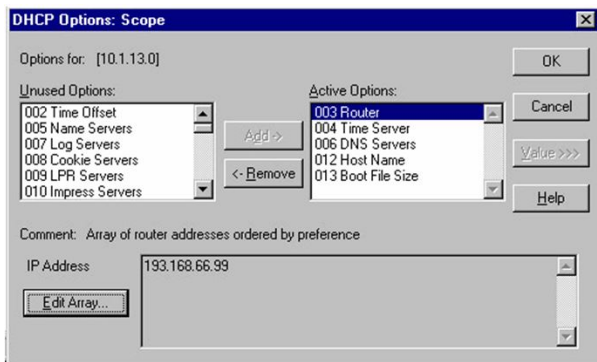 DHCP Options: Scope
Options for: [10.1.13.0]
OK
Unused Options:
Active Options:
002 Time Offset
005 Name Servers
007 Log Servers
008 Cookie Servers
009 LPR Servers
010 Impress Servers
Add ->
<- Remove
003 Router
004 Time Server
006 DNS Servers
012 Host Name
013 Boot File Size
Cancel
Value >>>
Help
Comment: Array of router addresses ordered by preference
IP Address
193.168.66.99
Edit Array...